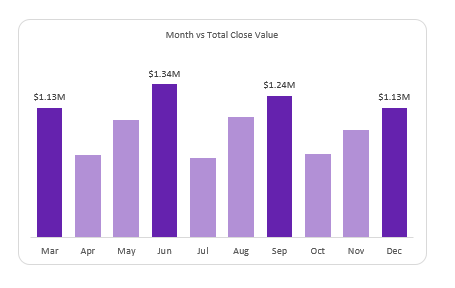 Month vs Total Close Value
$1.34M
$1.24M
$1.13M
$1.13M
Mar Apr May Jun Jul Aug Sep Oct Nov Dec